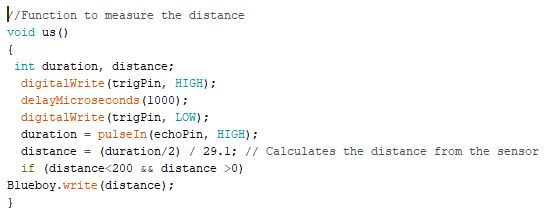 //Function to measure the distance
void us()
{
int duration, distance;
digitalWrite(trigPin, HIGH);
delayMicroseconds(1000);
digitalWrite(trigPin, LOW);
duration = pulseIn(echoPin, HIGH);
distance = (duration/2) / 29.1; // Calculates the distance from the sensor
if (distance<200 && distance >0)
Blueboy.write(distance);
}